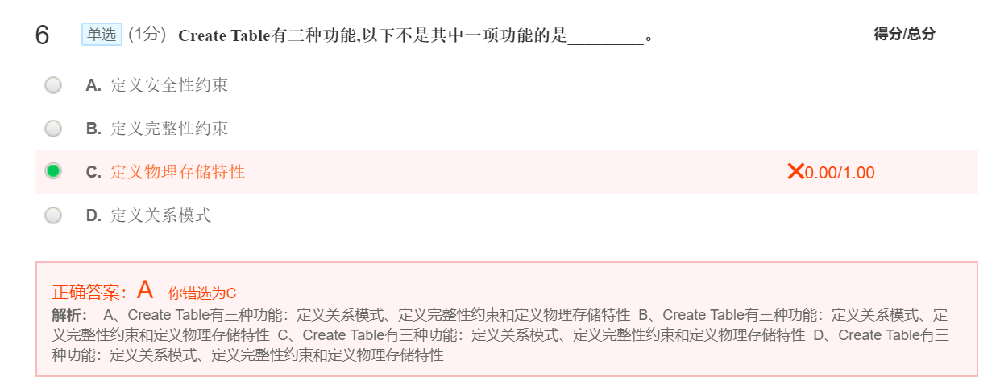 6 单选 (1分) Create Table有三种功能,以下不是其中一项功能的是_________。 得分/总分
A. 定义安全性约束
B. 定义完整性约束
C. 定义物理存储特性 ✕0.00/1.00
D. 定义关系模式
正确答案：A 你错选为C
解析： A、Create Table有三种功能：定义关系模式、定义完整性约束和定义物理存储特性 B、Create Table有三种功能：定义关系模式、定
义完整性约束和定义物理存储特性 C、Create Table有三种功能：定义关系模式、定义完整性约束和定义物理存储特性 D、Create Table有三
种功能：定义关系模式、定义完整性约束和定义物理存储特性